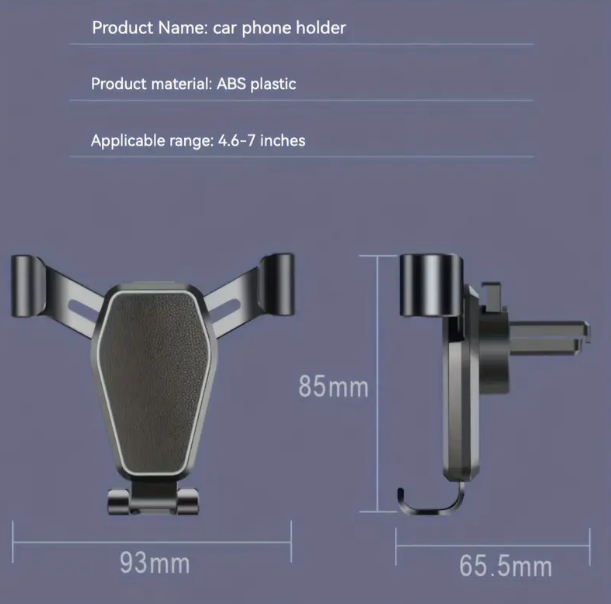 Product Name: car phone holder
Product material: ABS plastic
Applicable range: 4.6-7 inches
85mm
93mm
65.5mm